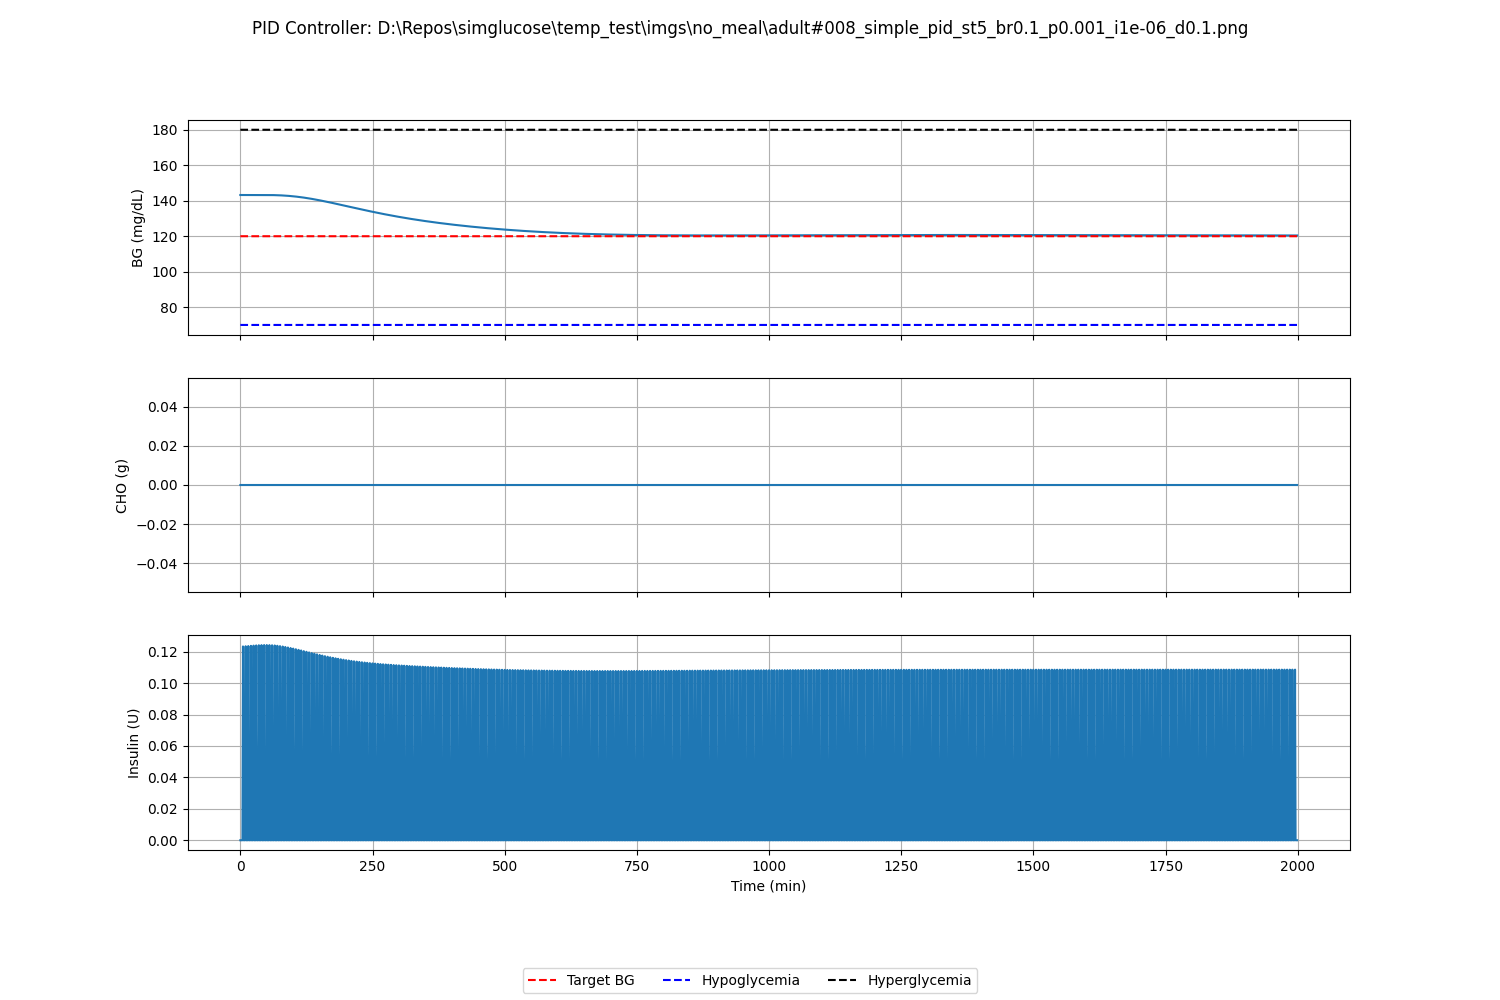 PID Controller: D:\Repos\simglucose\temp_test\imgs\no_meal\adult#008_simple_pid_st5_br0.1_p0.001_i1e-06_d0.1.png
180
160
140
120
100
80
BG (mg/dL)
0.04
0.02
0.00
−0.02
−0.04
CHO (g)
0.12
0.10
0.08
0.06
0.04
0.02
0.00
Insulin (U)
0 250 500 750 1000 1250 1500 1750 2000
Time (min)
Target BG Hypoglycemia Hyperglycemia